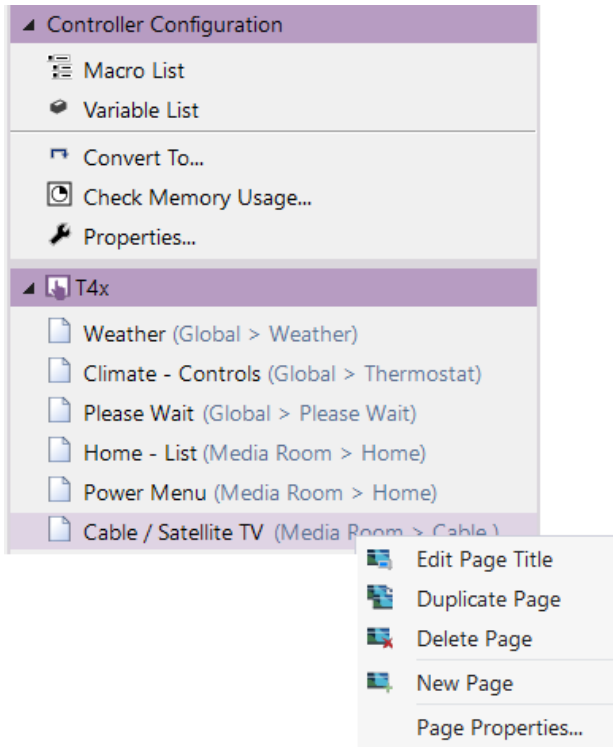 Controller Configuration
Macro List
Variable List
Convert To...
Check Memory Usage...
Properties...
T4x
Weather (Global > Weather)
Climate - Controls (Global > Thermostat)
Please Wait (Global > Please Wait)
Home - List (Media Room > Home)
Power Menu (Media Room > Home)
Cable / Satellite TV (Media Room > Cable )
Edit Page Title
Duplicate Page
Delete Page
New Page
Page Properties...